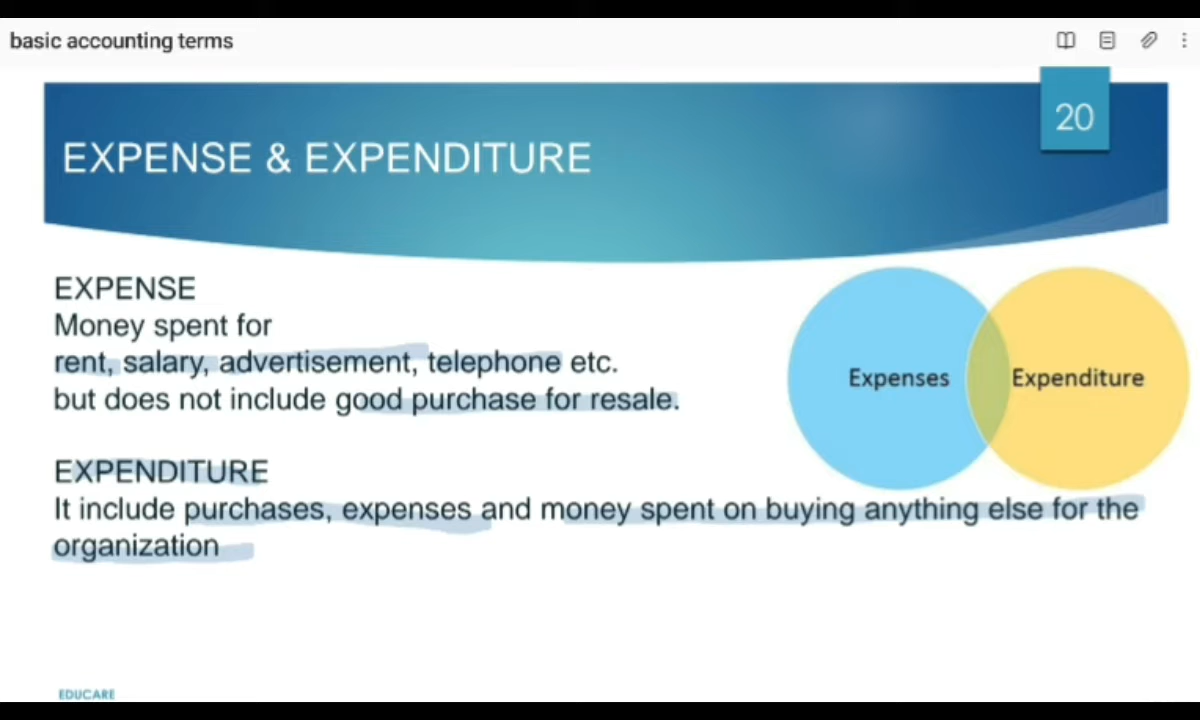 basic accounting terms
20
EXPENSE & EXPENDITURE
EXPENSE
Money spent for
rent, salary, advertisement, telephone etc.
but does not include good purchase for resale.
Expenses
Expenditure
EXPENDITURE
It include purchases, expenses and money spent on buying anything else for the
organization
EDUCARE